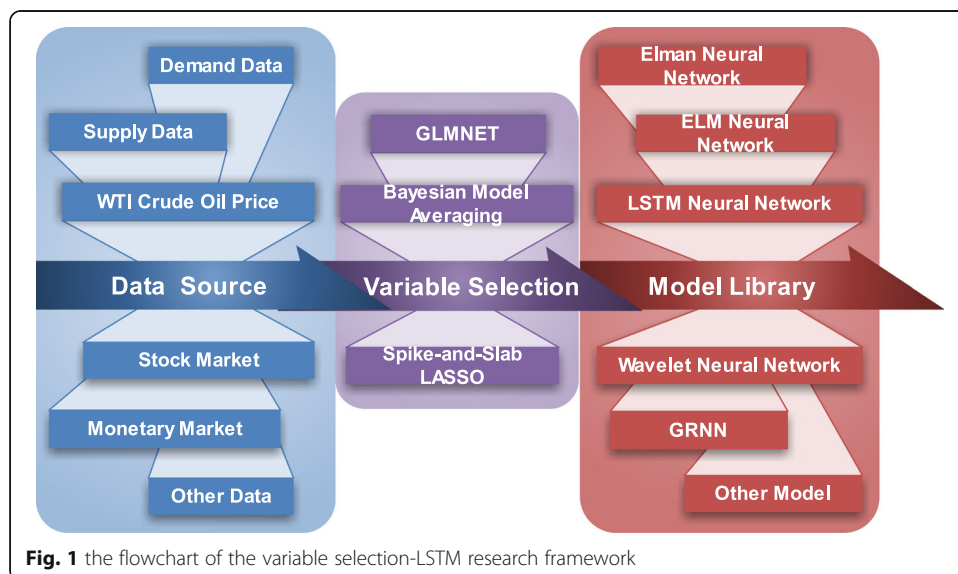 Demand Data
Supply Data
WTI Crude Oil Price
Data Source
Stock Market
Monetary Market
Other Data
GLMNET
Bayesian Model
Averaging
Variable Selection
Spike-and-Slab
LASSO
Elman Neural
Network
ELM Neural
Network
LSTM Neural Network
Model Library
Wavelet Neural Network
GRNN
Other Model
Fig. 1 the flowchart of the variable selection-LSTM research framework